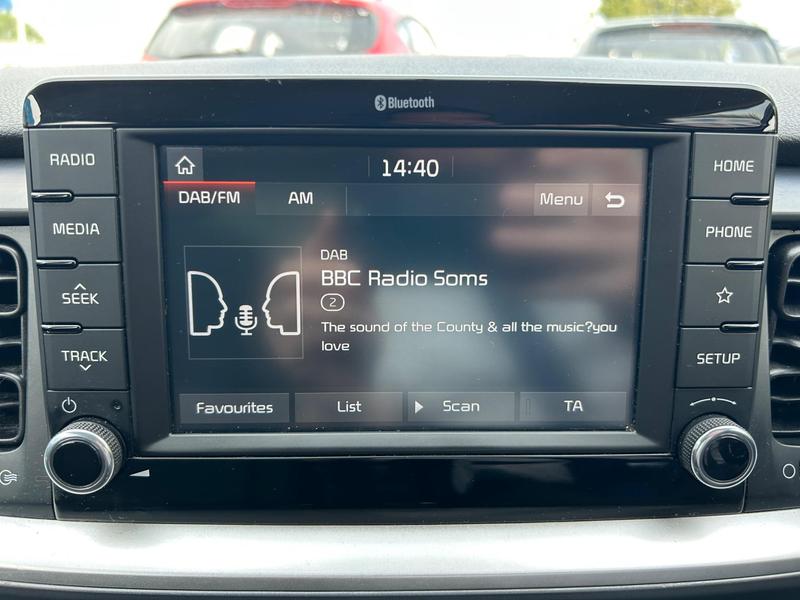 Bluetooth
RADIO
MEDIA
SEEK
TRACK
14:40
DAB/FM
AM
Menu
DAB
BBC Radio Soms
2
The sound of the County & all the music?you
love
Favourites
List
Scan
TA
HOME
PHONE
SETUP